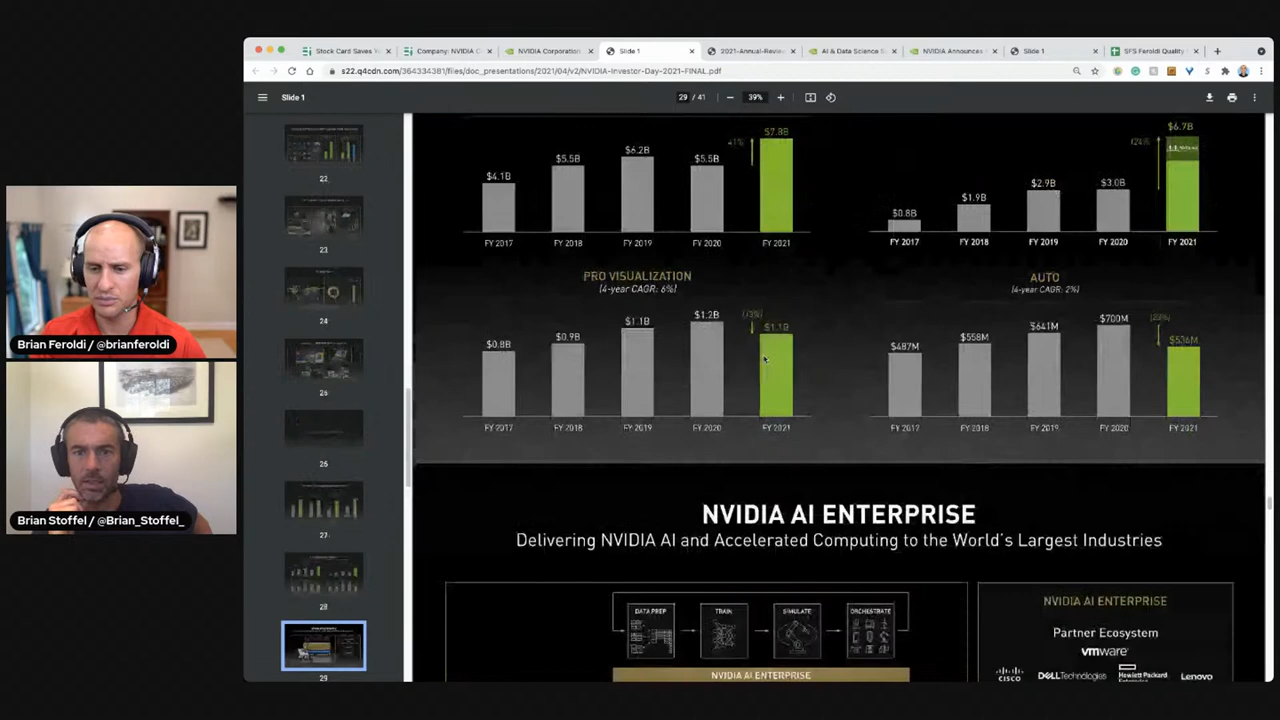 Stock Card Saves
Company: NVIDIA C
NVIDIA Corporation
Slide 1
2021-Annual-Revie
AI & Data Science S
NVIDIA Announces
Slide 1
SFS Feroldi Quality
s22.q4cdn.com/364334381/files/doc_presentations/2021/04/v2/NVIDIA-Investor-Day-2021-FINAL.pdf
Slide 1
29 / 41
39%
22
23
24
26
25
27
28
29
Brian Feroldi / @brianferoldi
Brian Stoffel / @Brian_Stoffel_
41%
$4.1B $5.5B $6.2B $5.5B $7.8B
FY 2017 FY 2018 FY 2019 FY 2020 FY 2021
$0.8B $1.9B $2.9B $3.0B $6.7B
FY 2017 FY 2018 FY 2019 FY 2020 FY 2021
PRO VISUALIZATION
(4-year CAGR: 6%)
$0.8B $0.9B $1.1B $1.2B $1.1B
FY 2017 FY 2018 FY 2019 FY 2020 FY 2021
AUTO
(4-year CAGR: 2%)
$487M $558M $641M $700M $536M
FY 2017 FY 2018 FY 2019 FY 2020 FY 2021
NVIDIA AI ENTERPRISE
Delivering NVIDIA AI and Accelerated Computing to the World's Largest Industries
DATA PREP
TRAIN
SIMULATE
ORCHESTRATE
NVIDIA AI ENTERPRISE
NVIDIA AI ENTERPRISE
Partner Ecosystem
vmware
CISCO
DELLTechnologies
Hewlett Packard
Enterprise
Lenovo